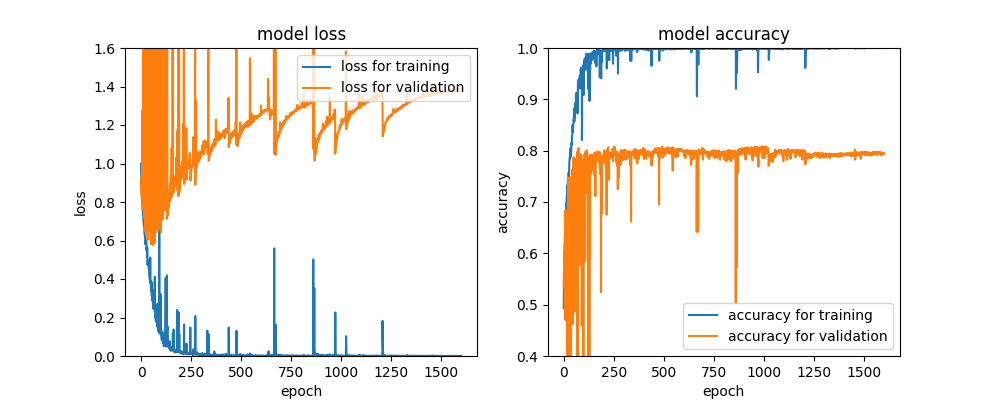 model loss
1.6
1.4
1.2
1.0
0.8
0.6
0.4
0.2
0.0
loss
0 250 500 750 1000 1250 1500
epoch
loss for training
loss for validation
model accuracy
1.0
0.9
0.8
0.7
0.6
0.5
0.4
accuracy
0 250 500 750 1000 1250 1500
epoch
accuracy for training
accuracy for validation